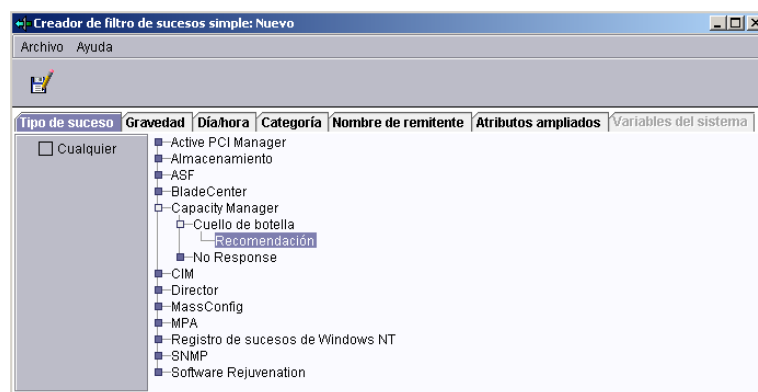 Creador de filtro de sucesos simple: Nuevo
Archivo Ayuda
Tipo de suceso Gravedad Día/hora Categoría Nombre de remitente Atributos ampliados Variables del sistema
Cualquier
Active PCI Manager
Almacenamiento
ASF
BladeCenter
Capacity Manager
Cuello de botella
Recomendación
No Response
CIM
Director
MassConfig
MPA
Registro de sucesos de Windows NT
SNMP
Software Rejuvenation